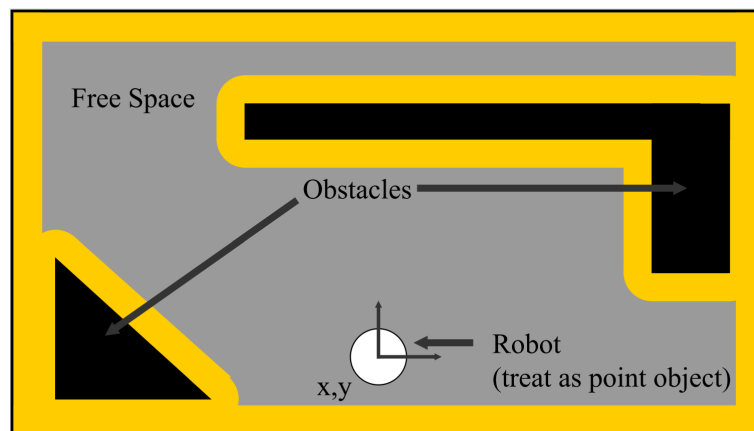 Free Space
Obstacles
Robot
(treat as point object)
x,y